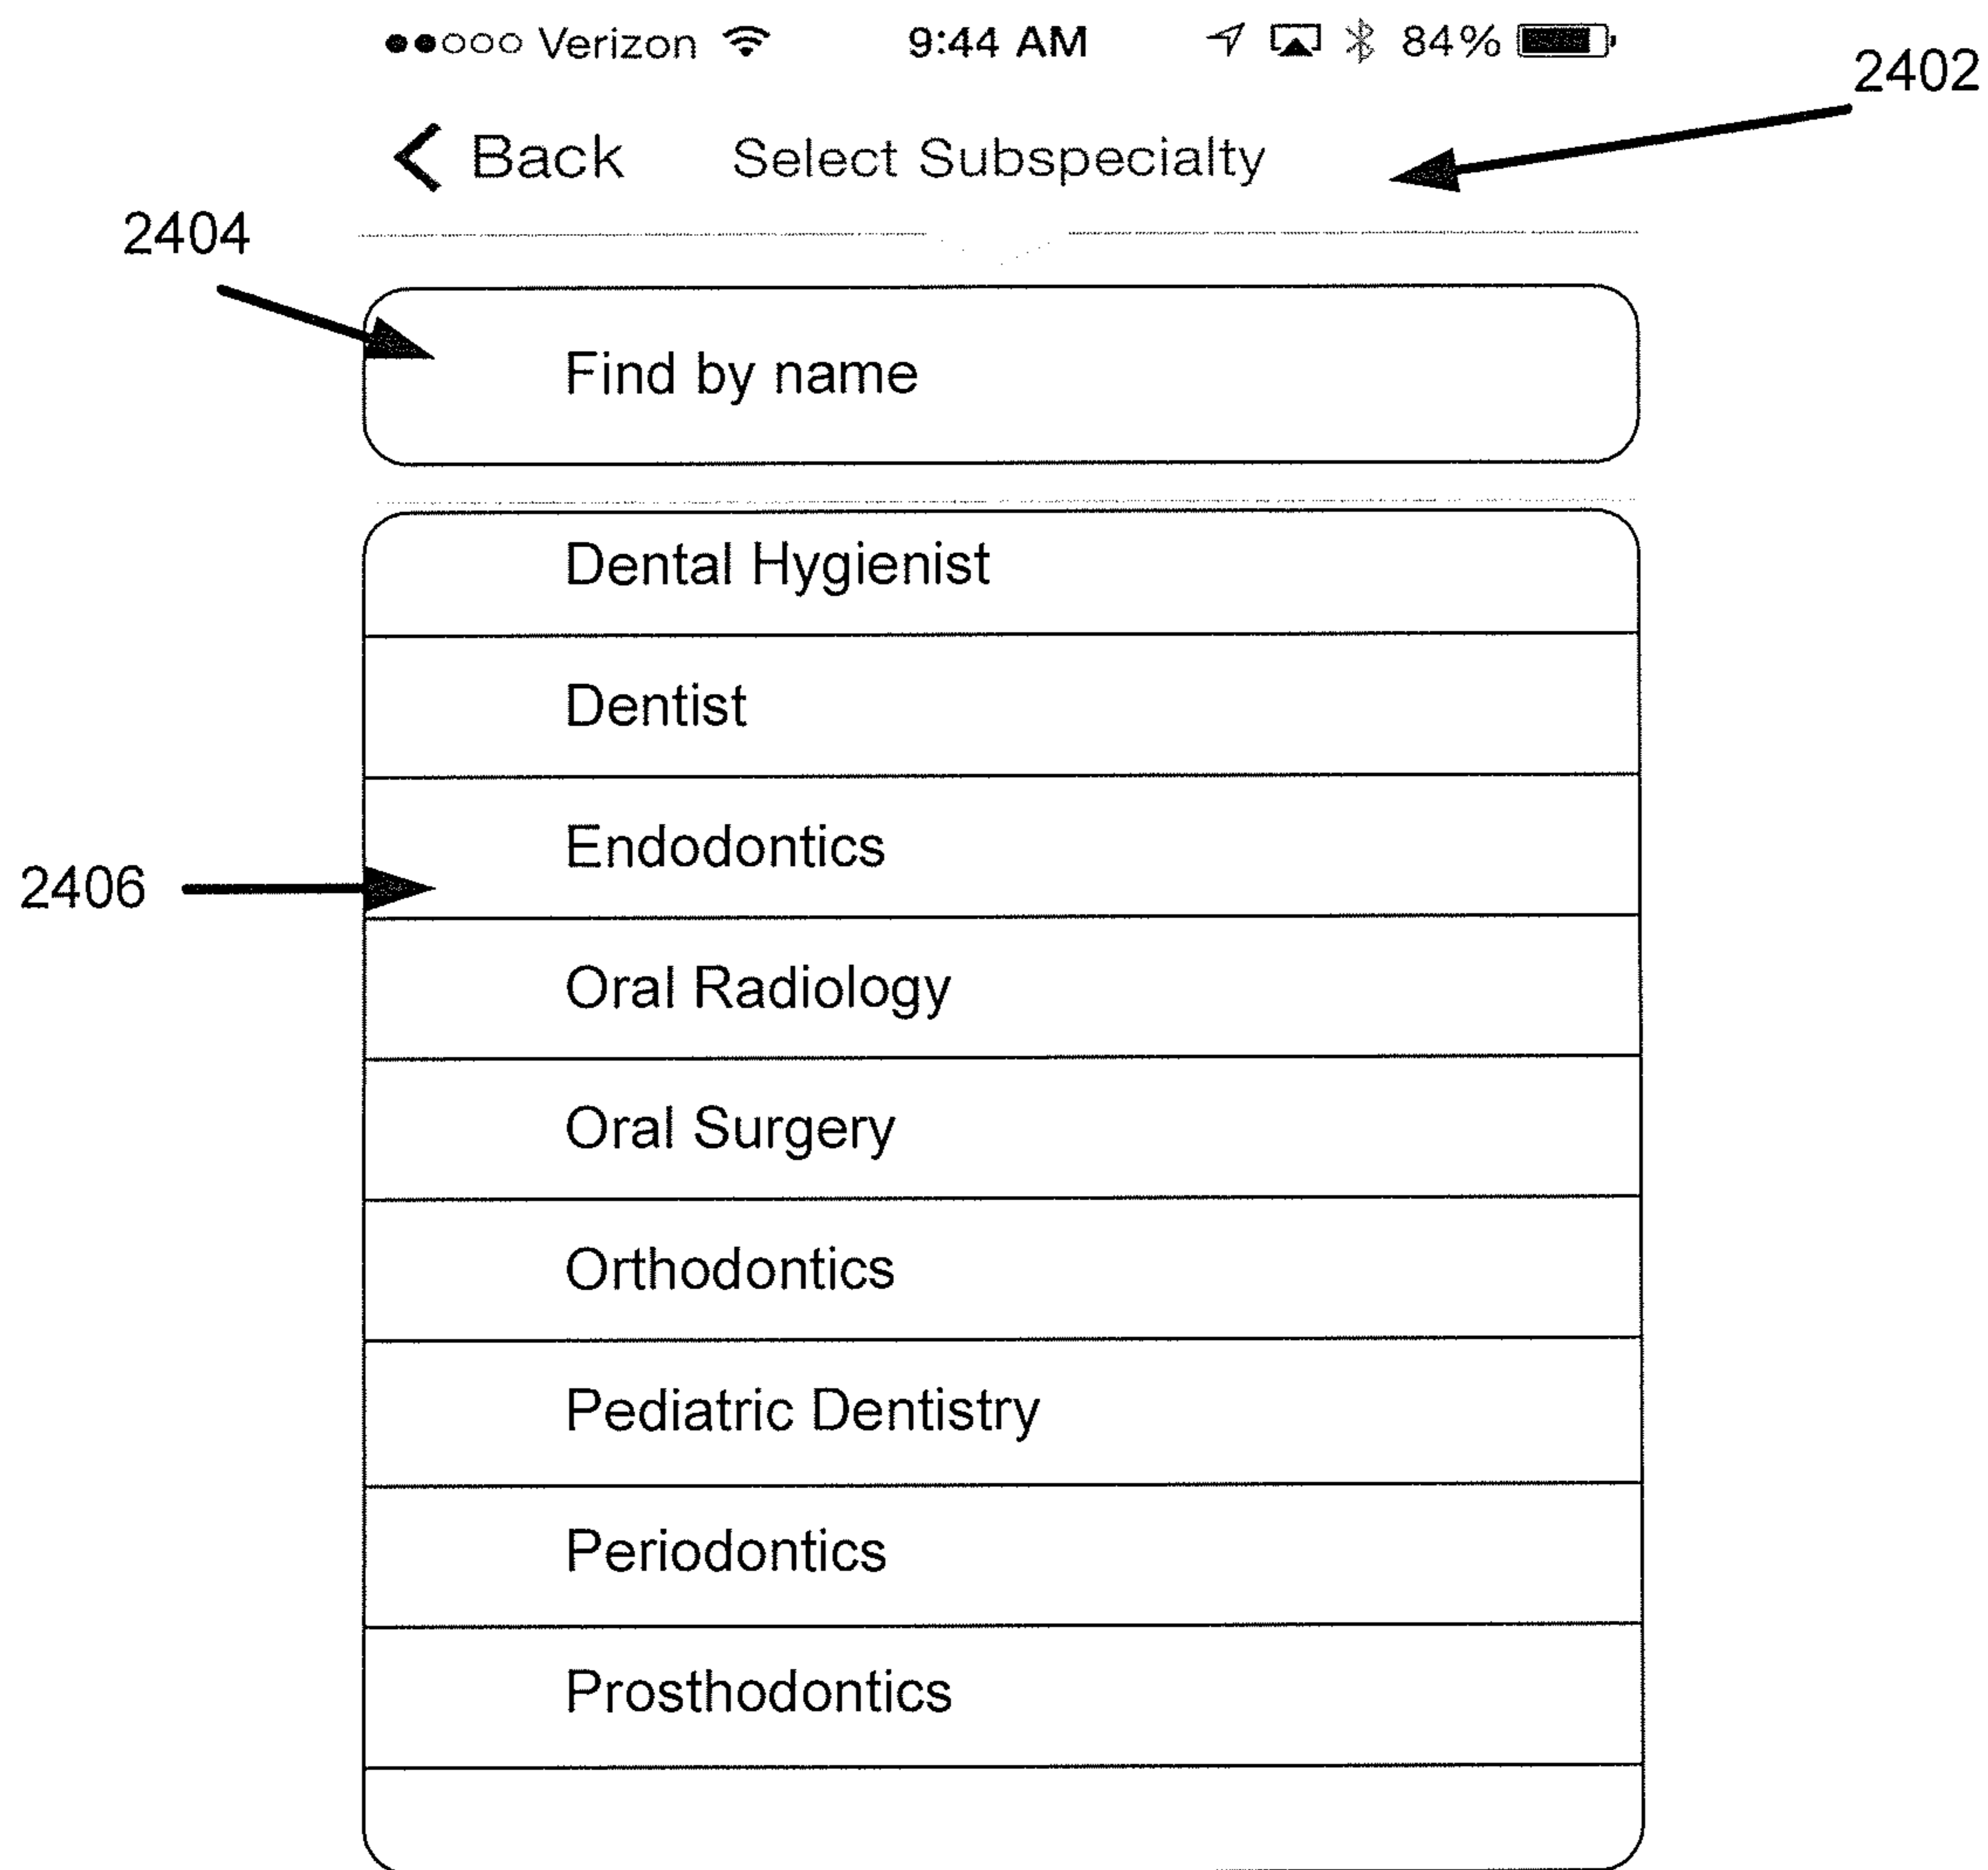 Verizon 9:44 AM 84%
2402
Back Select Subspecialty
2404
Find by name
Dental Hygienist
Dentist
Endodontics
2406
Oral Radiology
Oral Surgery
Orthodontics
Pediatric Dentistry
Periodontics
Prosthodontics